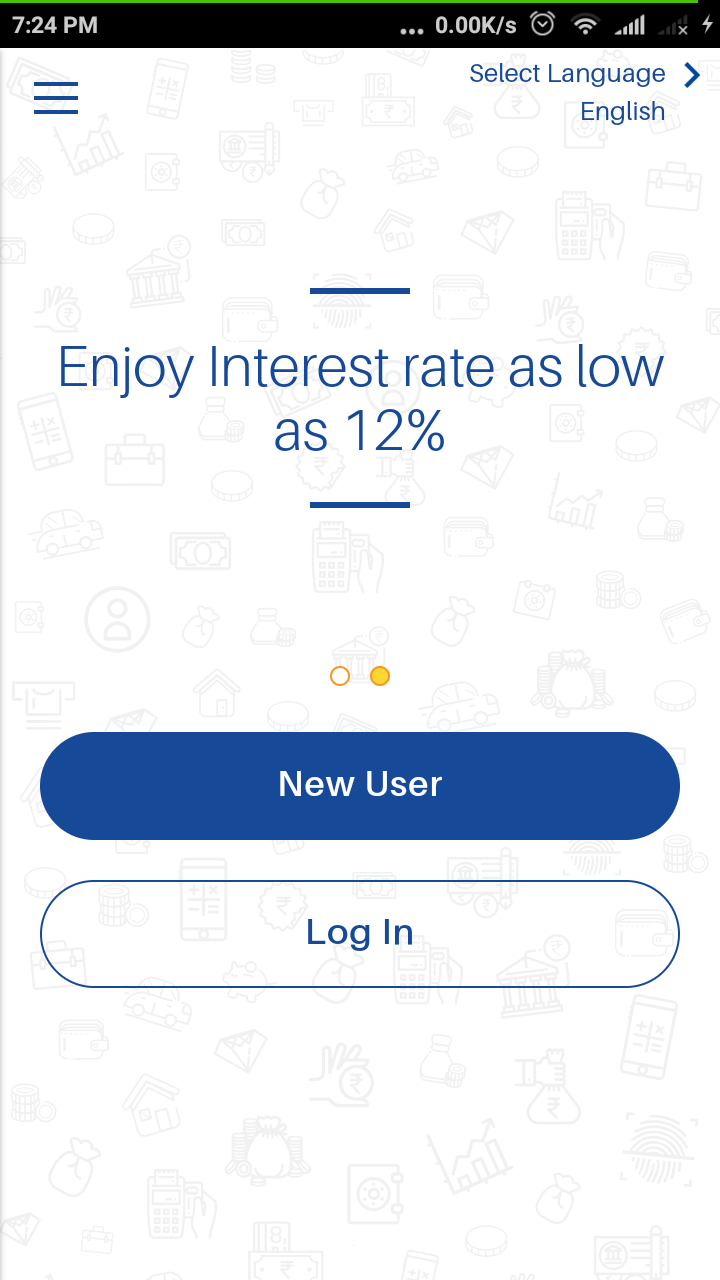 7:24 PM ... 0.00K/s
Select Language
English
Enjoy Interest rate as low
as 12%
New User
Log In